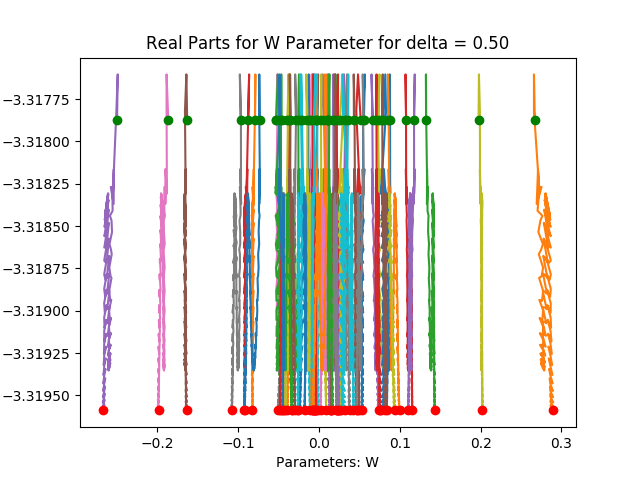 Real Parts for W Parameter for delta = 0.50
−3.31775
−3.31800
−3.31825
−3.31850
−3.31875
−3.31900
−3.31925
−3.31950
−0.2 −0.1 0.0 0.1 0.2 0.3
Parameters: W